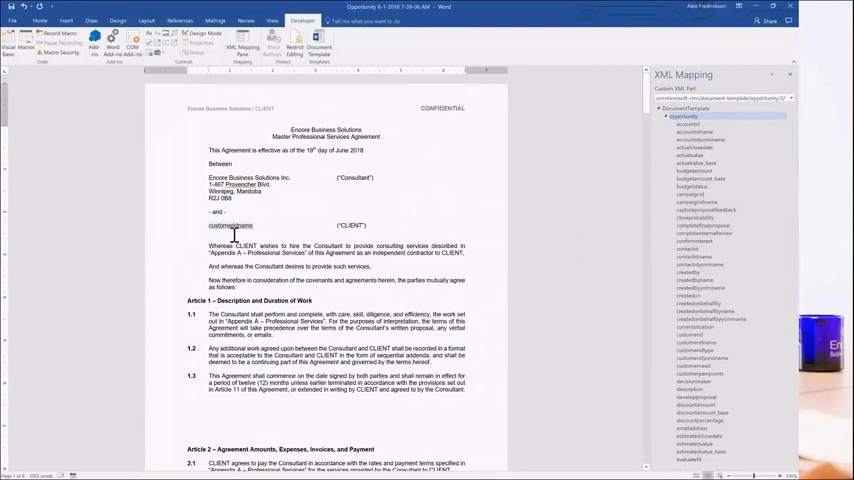 Opportunity 6-1-2018 7-39-06 AM - Word
Alex Fredrickson
File Home Insert Draw Design Layout References Mailings Review View Developer Tell me what you want to do
Share
Visual Basic
Macros
Record Macro
Pause Recording
Macro Security
Code
Add-ins
Word Add-ins
COM Add-ins
Add-ins
Design Mode
Properties
Group
Controls
XML Mapping Pane
Mapping
Block Authors
Restrict Editing
Protect
Document Template
Templates
Encore Business Solutions | CLIENT
CONFIDENTIAL
Encore Business Solutions
Master Professional Services Agreement
This Agreement is effective as of the 19th day of June 2018
Between
Encore Business Solutions Inc. ("Consultant")
1-467 Provencher Blvd.
Winnipeg, Manitoba
R2J 0B8
- and -
customeridname ("CLIENT")
Whereas CLIENT wishes to hire the Consultant to provide consulting services described in
"Appendix A – Professional Services" of this Agreement as an independent contractor to CLIENT,
And whereas the Consultant desires to provide such services,
Now therefore in consideration of the covenants and agreements herein, the parties mutually agree
as follows:
Article 1 – Description and Duration of Work
1.1 The Consultant shall perform and complete, with care, skill, diligence, and efficiency, the work set
out in "Appendix A – Professional Services". For the purposes of interpretation, the terms of this
Agreement will take precedence over the terms of the Consultant's written proposal, any verbal
commitments, or emails.
1.2 Any additional work agreed upon between the Consultant and CLIENT shall be recorded in a format
that is acceptable to the Consultant and CLIENT in the form of sequential addenda, and shall be
deemed to be a continuing part of this Agreement and governed by the terms hereof.
1.3 This Agreement shall commence on the date signed by both parties and shall remain in effect for
a period of twelve (12) months unless earlier terminated in accordance with the provisions set out
in Article 11 of this Agreement, or extended in writing by CLIENT and agreed to by the Consultant.
Article 2 – Agreement Amounts, Expenses, Invoices, and Payment
2.1 CLIENT agrees to pay the Consultant in accordance with the rates and payment terms specified in
XML Mapping
Custom XML Part:
urn:microsoft-crm/document-template/opportunity/3/
DocumentTemplate
opportunity
accountid
accountidname
accountidyominame
actualclosedate
actualvalue
actualvalue_base
budgetamount
budgetamount_base
budgetstatus
campaignid
campaignidname
captureproposalfeedback
closeprobability
completefinalproposal
completeinternalreview
confirminterest
contactid
contactidname
contactidyominame
createdby
createdbyname
createdbyyominame
createdon
createdonbehalfby
createdonbehalfbyname
createdonbehalfbyyominame
currentsituation
customerid
customeridname
customeridtype
customeridyominame
customerneed
customerpainpoints
decisionmaker
description
developproposal
discountamount
discountamount_base
discountpercentage
emailaddress
estimatedclosedate
estimatedvalue
estimatedvalue_base
evaluatefit
Page 1 of 8 3555 words
100%